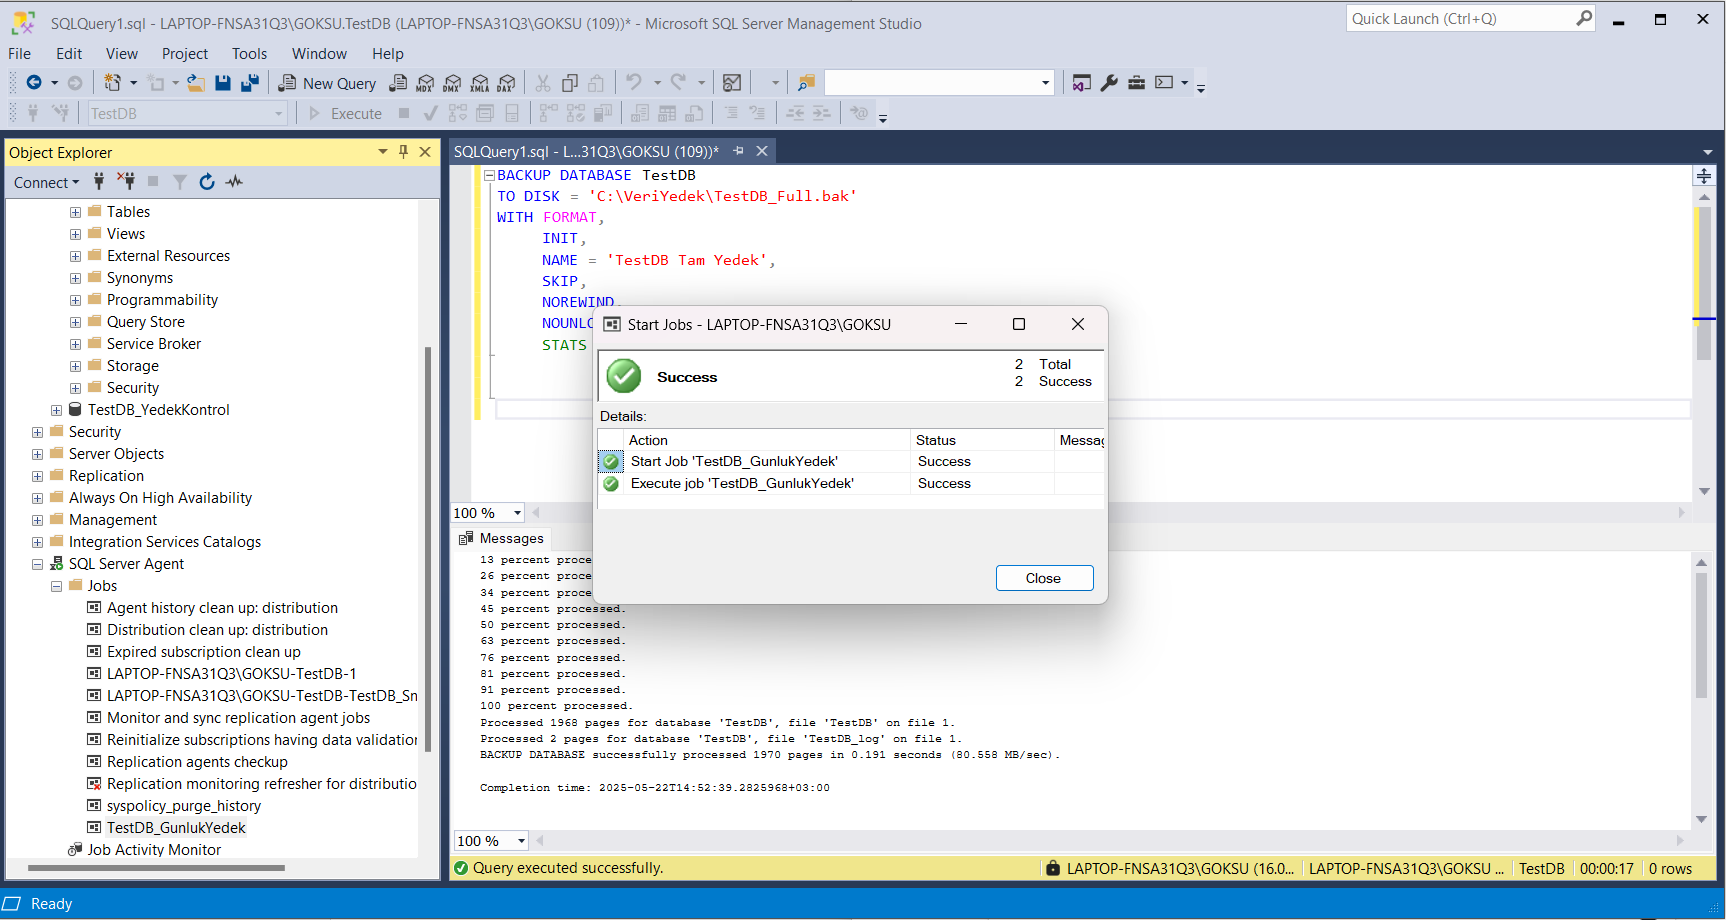 SQLQuery1.sql - LAPTOP-FNSA31Q3\GOKSU.TestDB (LAPTOP-FNSA31Q3\GOKSU (109))* - Microsoft SQL Server Management Studio
Quick Launch (Ctrl+Q)
File Edit View Project Tools Window Help
New Query MDX DMX XMLA DAX
TestDB Execute
Object Explorer
Connect
Tables
Views
External Resources
Synonyms
Programmability
Query Store
Service Broker
Storage
Security
TestDB_YedekKontrol
Security
Server Objects
Replication
Always On High Availability
Management
Integration Services Catalogs
SQL Server Agent
Jobs
Agent history clean up: distribution
Distribution clean up: distribution
Expired subscription clean up
LAPTOP-FNSA31Q3\GOKSU-TestDB-1
LAPTOP-FNSA31Q3\GOKSU-TestDB-TestDB_Sn
Monitor and sync replication agent jobs
Reinitialize subscriptions having data validation
Replication agents checkup
Replication monitoring refresher for distributio
syspolicy_purge_history
TestDB_GunlukYedek
Job Activity Monitor
SQLQuery1.sql - L...31Q3\GOKSU (109))*
BACKUP DATABASE TestDB
TO DISK = 'C:\VeriYedek\TestDB_Full.bak'
WITH FORMAT,
INIT,
NAME = 'TestDB Tam Yedek',
SKIP,
NOREWIND,
NOUNLO
STATS
100 %
Start Jobs - LAPTOP-FNSA31Q3\GOKSU
Success
2 Total
2 Success
Details:
Action Status Messag
Start Job 'TestDB_GunlukYedek' Success
Execute job 'TestDB_GunlukYedek' Success
Close
Messages
13 percent proce
26 percent proce
34 percent proce
45 percent processed.
50 percent processed.
63 percent processed.
76 percent processed.
81 percent processed.
91 percent processed.
100 percent processed.
Processed 1968 pages for database 'TestDB', file 'TestDB' on file 1.
Processed 2 pages for database 'TestDB', file 'TestDB_log' on file 1.
BACKUP DATABASE successfully processed 1970 pages in 0.191 seconds (80.558 MB/sec).
Completion time: 2025-05-22T14:52:39.2825968+03:00
100 %
Query executed successfully. LAPTOP-FNSA31Q3\GOKSU (16.0... LAPTOP-FNSA31Q3\GOKSU ... TestDB 00:00:17 0 rows
Ready